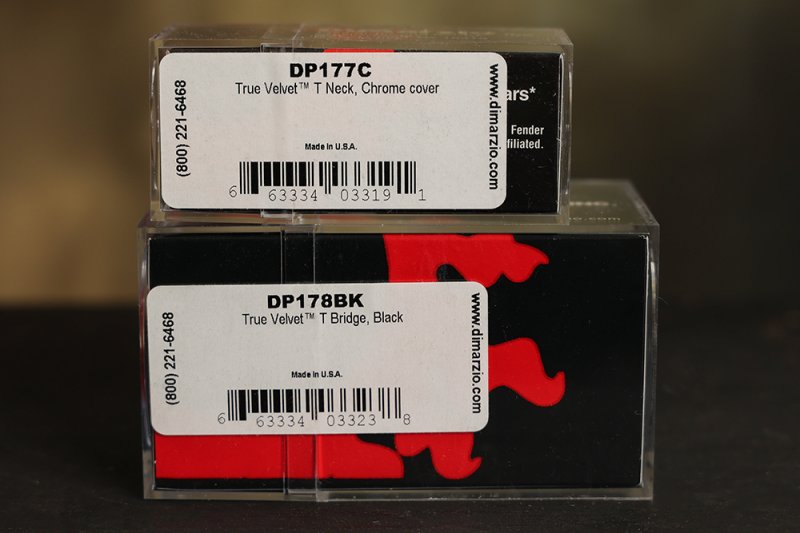 DP177C
True Velvet™ T Neck, Chrome cover
(800) 221-6468
Made in U.S.A.
www.dimarzio.com
6 63334 03319 1
ars*
Fender
filiated.
DP178BK
True Velvet™ T Bridge, Black
(800) 221-6468
Made in U.S.A.
www.dimarzio.com
6 63334 03323 8